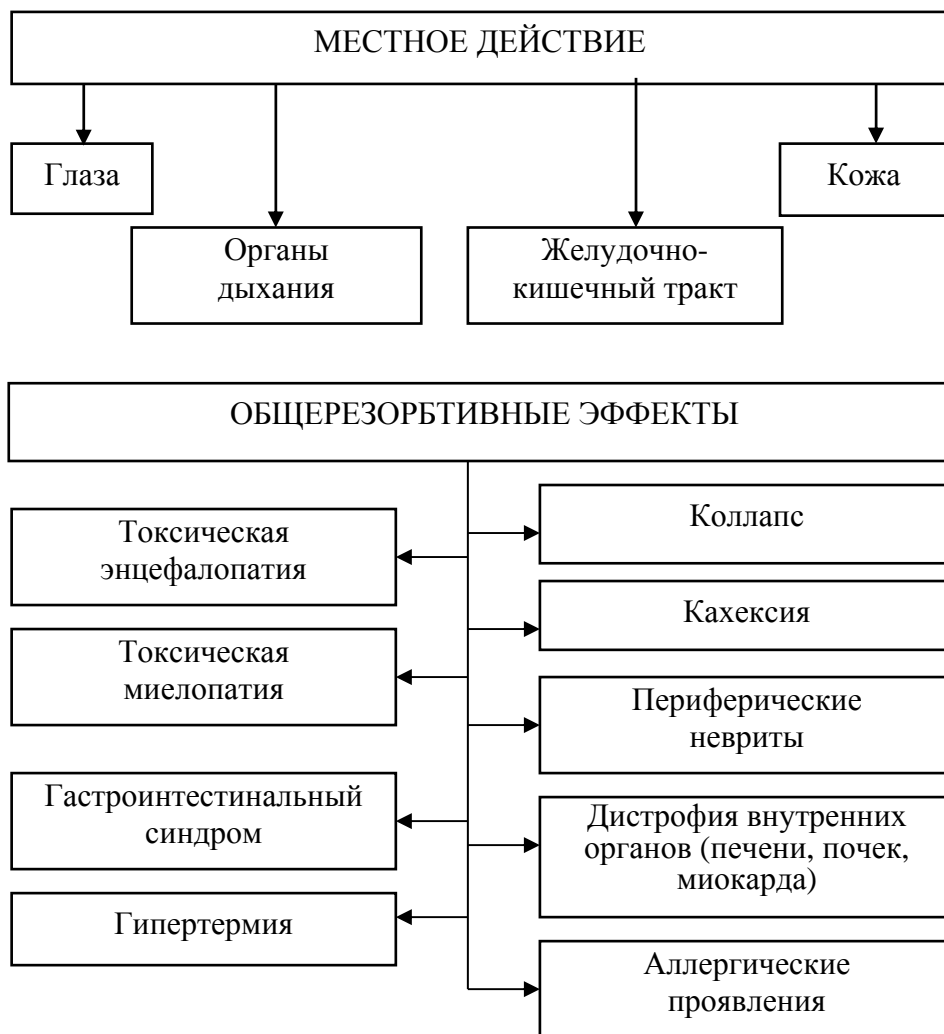 МЕСТНОЕ ДЕЙСТВИЕ
Глаза
Кожа
Органы
дыхания
Желудочно-
кишечный тракт
ОБЩЕРЕЗОРБТИВНЫЕ ЭФФЕКТЫ
Токсическая
энцефалопатия
Токсическая
миелопатия
Гастроинтестинальный
синдром
Гипертермия
Коллапс
Кахексия
Периферические
невриты
Дистрофия внутренних
органов (печени, почек,
миокарда)
Аллергические
проявления